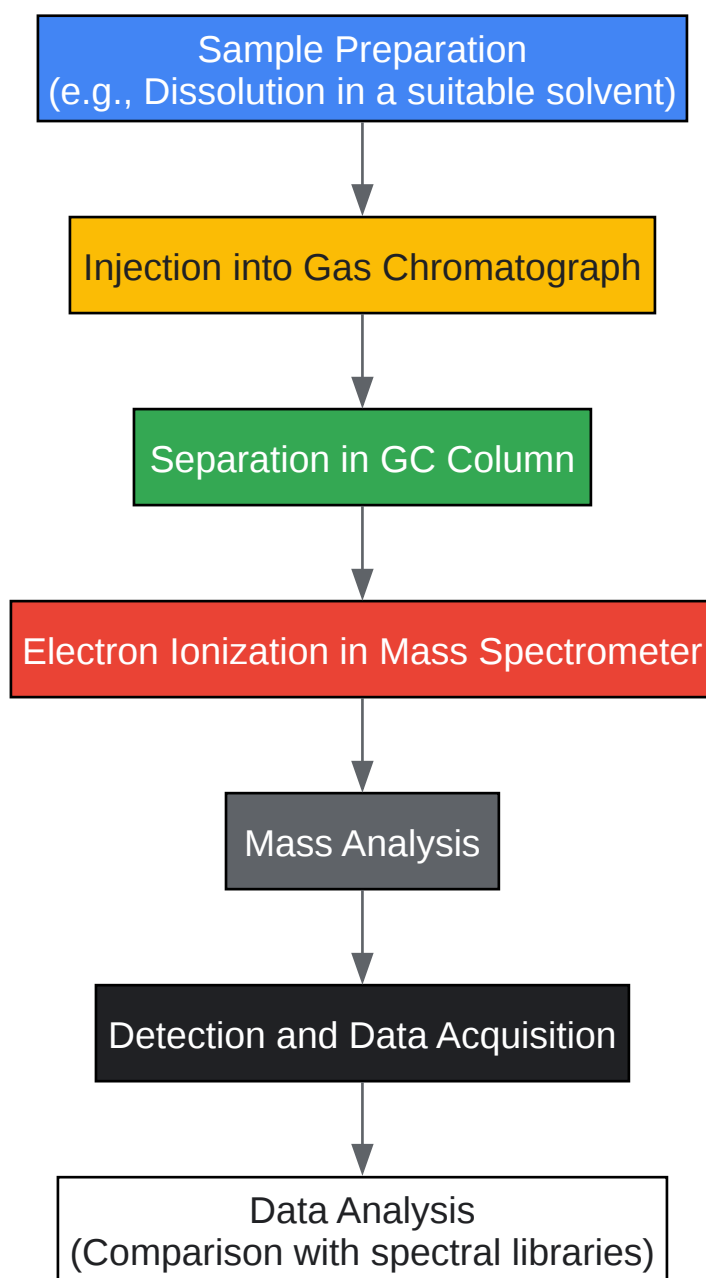 Sample Preparation
(e.g., Dissolution in a suitable solvent)
Injection into Gas Chromatograph
Separation in GC Column
Electron Ionization in Mass Spectrometer
Mass Analysis
Detection and Data Acquisition
Data Analysis
(Comparison with spectral libraries)